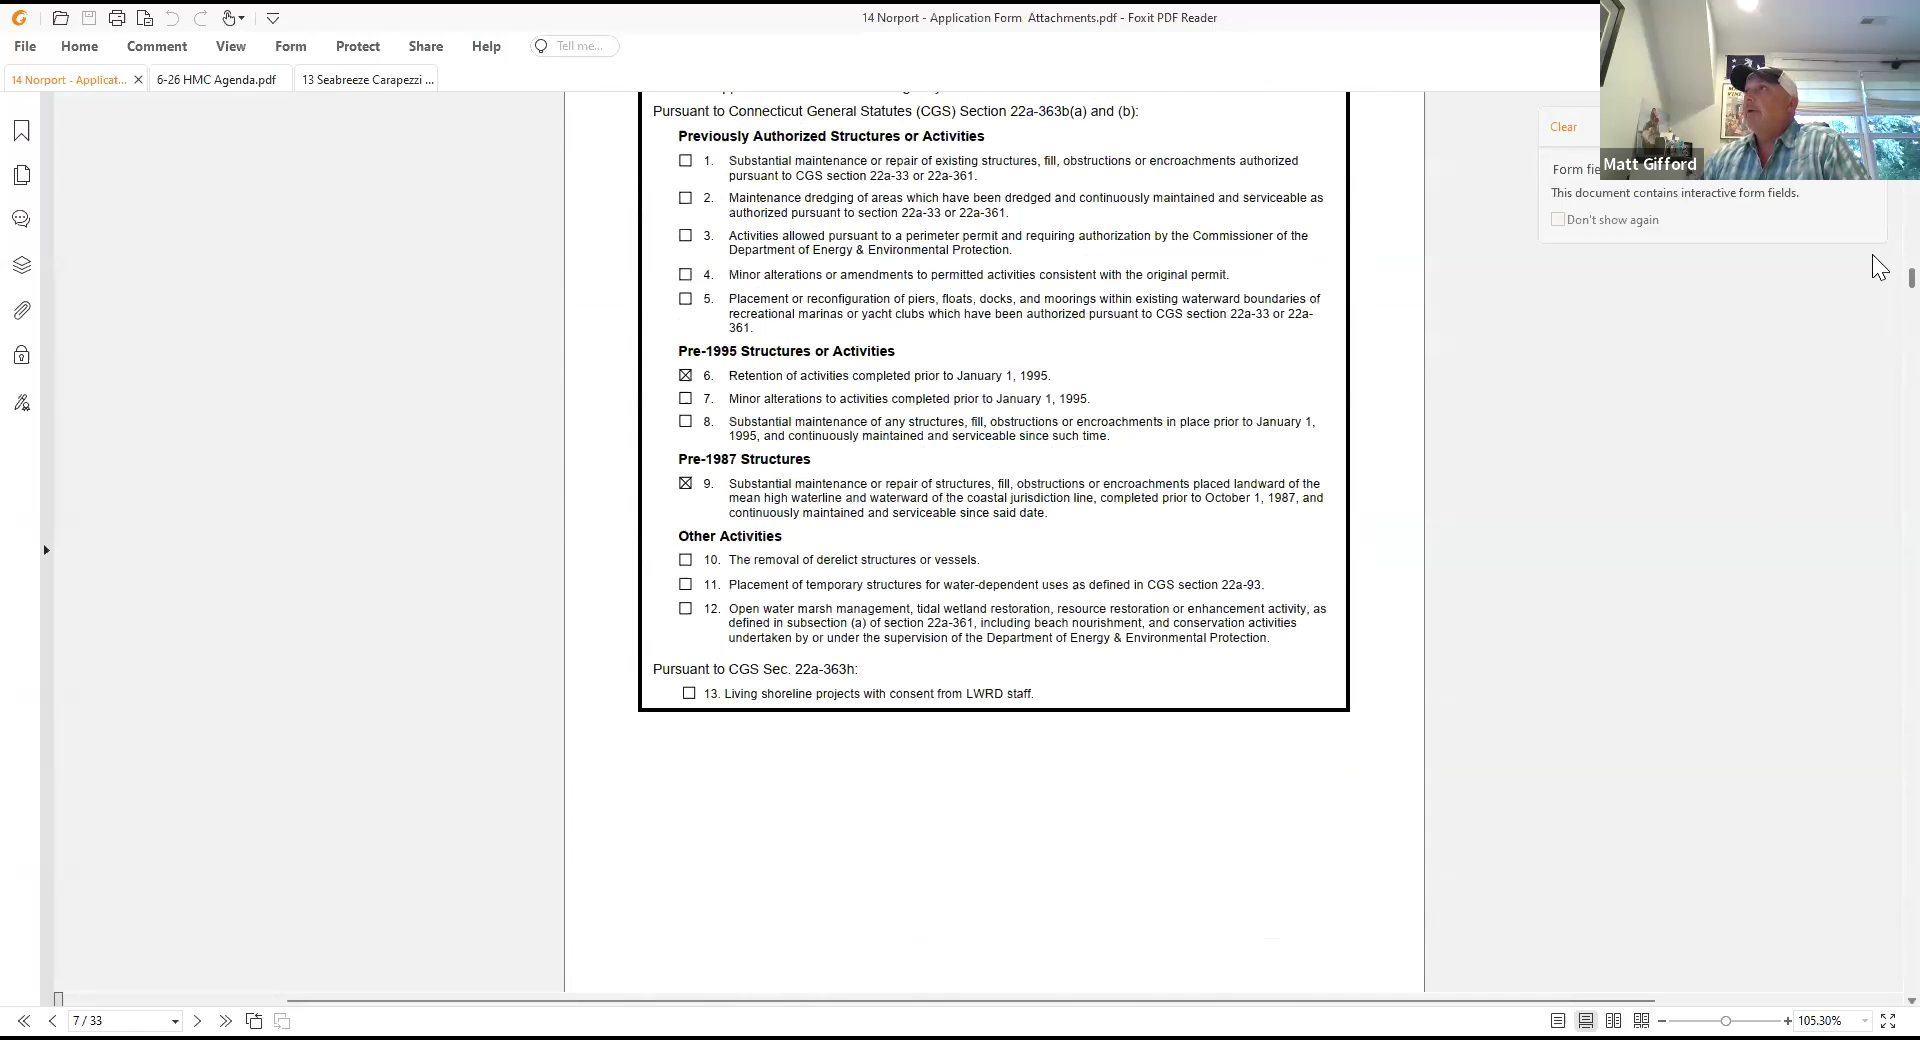 14 Norport - Application Form Attachments.pdf - Foxit PDF Reader
File Home Comment View Form Protect Share Help Tell me...
14 Norport - Applicat... 6-26 HMC Agenda.pdf 13 Seabreeze Carapezzi ...
Pursuant to Connecticut General Statutes (CGS) Section 22a-363b(a) and (b):
Previously Authorized Structures or Activities
1. Substantial maintenance or repair of existing structures, fill, obstructions or encroachments authorized
pursuant to CGS section 22a-33 or 22a-361.
2. Maintenance dredging of areas which have been dredged and continuously maintained and serviceable as
authorized pursuant to section 22a-33 or 22a-361.
3. Activities allowed pursuant to a perimeter permit and requiring authorization by the Commissioner of the
Department of Energy & Environmental Protection.
4. Minor alterations or amendments to permitted activities consistent with the original permit.
5. Placement or reconfiguration of piers, floats, docks, and moorings within existing waterward boundaries of
recreational marinas or yacht clubs which have been authorized pursuant to CGS section 22a-33 or 22a-
361.
Pre-1995 Structures or Activities
6. Retention of activities completed prior to January 1, 1995.
7. Minor alterations to activities completed prior to January 1, 1995.
8. Substantial maintenance of any structures, fill, obstructions or encroachments in place prior to January 1,
1995, and continuously maintained and serviceable since such time.
Pre-1987 Structures
9. Substantial maintenance or repair of structures, fill, obstructions or encroachments placed landward of the
mean high waterline and waterward of the coastal jurisdiction line, completed prior to October 1, 1987, and
continuously maintained and serviceable since said date.
Other Activities
10. The removal of derelict structures or vessels.
11. Placement of temporary structures for water-dependent uses as defined in CGS section 22a-93.
12. Open water marsh management, tidal wetland restoration, resource restoration or enhancement activity, as
defined in subsection (a) of section 22a-361, including beach nourishment, and conservation activities
undertaken by or under the supervision of the Department of Energy & Environmental Protection.
Pursuant to CGS Sec. 22a-363h:
13. Living shoreline projects with consent from LWRD staff.
Clear
Matt Gifford
Form fie
This document contains interactive form fields.
Don't show again
7 / 33
105.30%